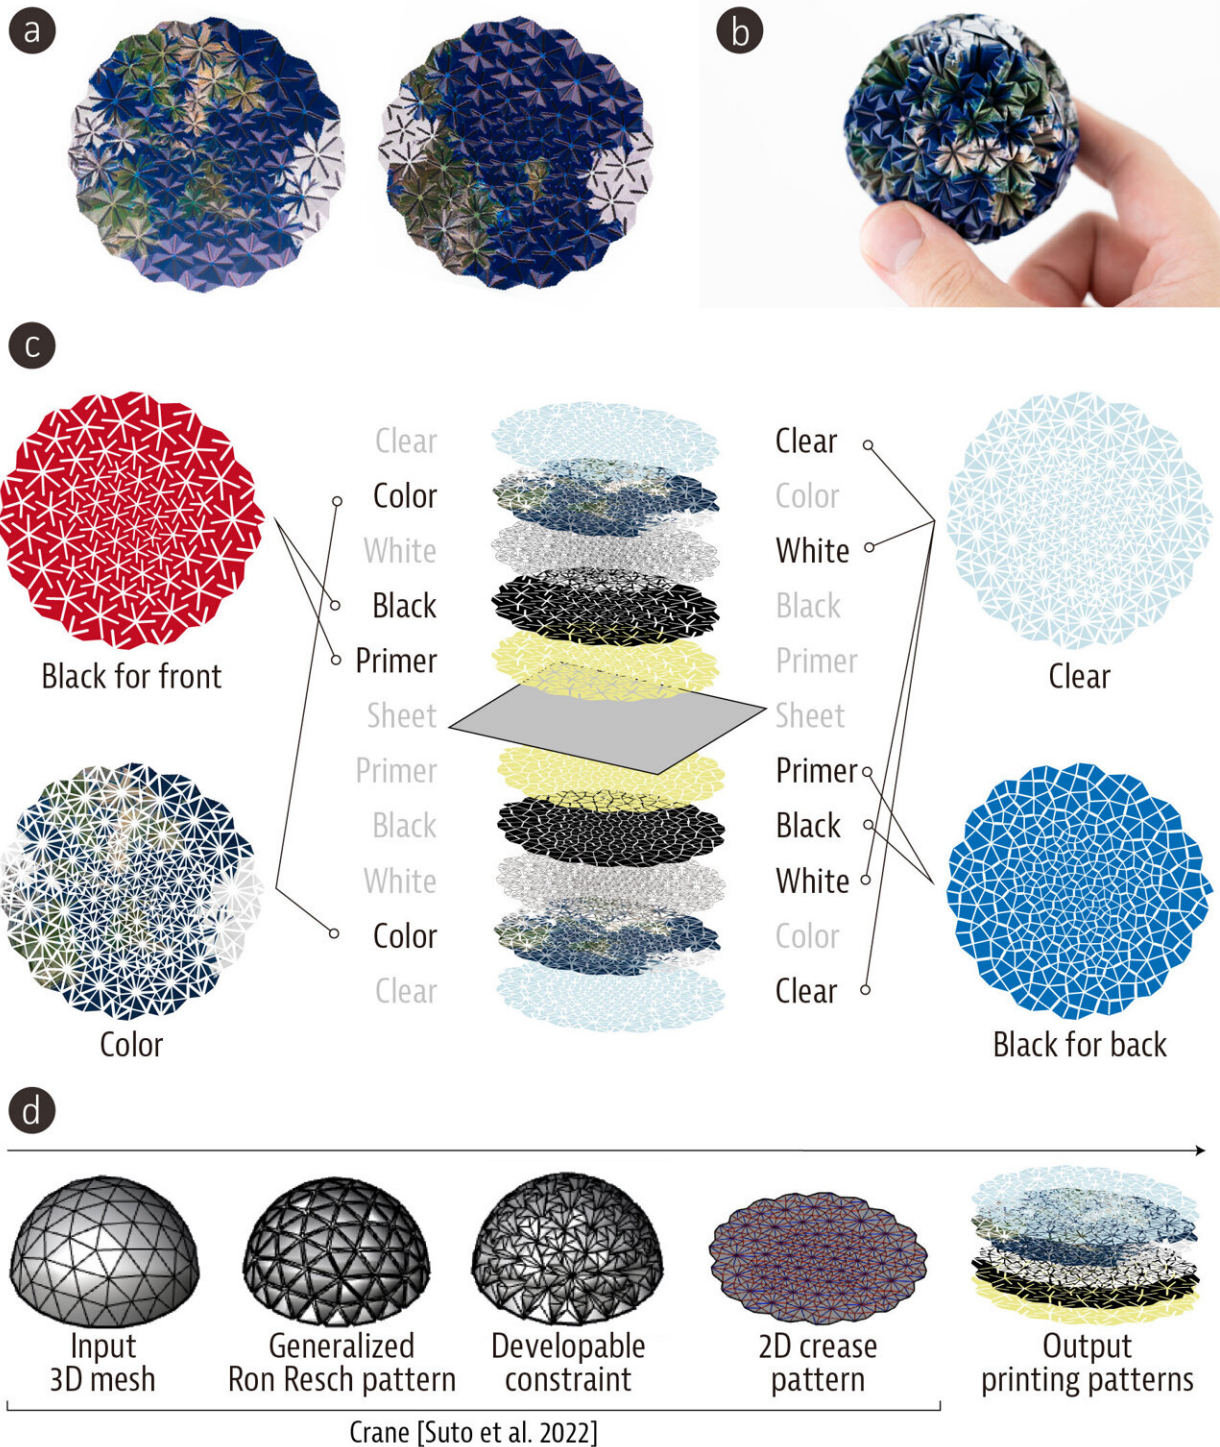 a
b
c
Clear
Color
White
Black
Primer
Sheet
Primer
Black
White
Color
Clear
Clear
Color
White
Black
Primer
Sheet
Primer
Black
White
Color
Clear
Black for front
Color
Clear
Black for back
d
Input
3D mesh
Generalized
Ron Resch pattern
Developable
constraint
2D crease
pattern
Output
printing patterns
Crane [Suto et al. 2022]